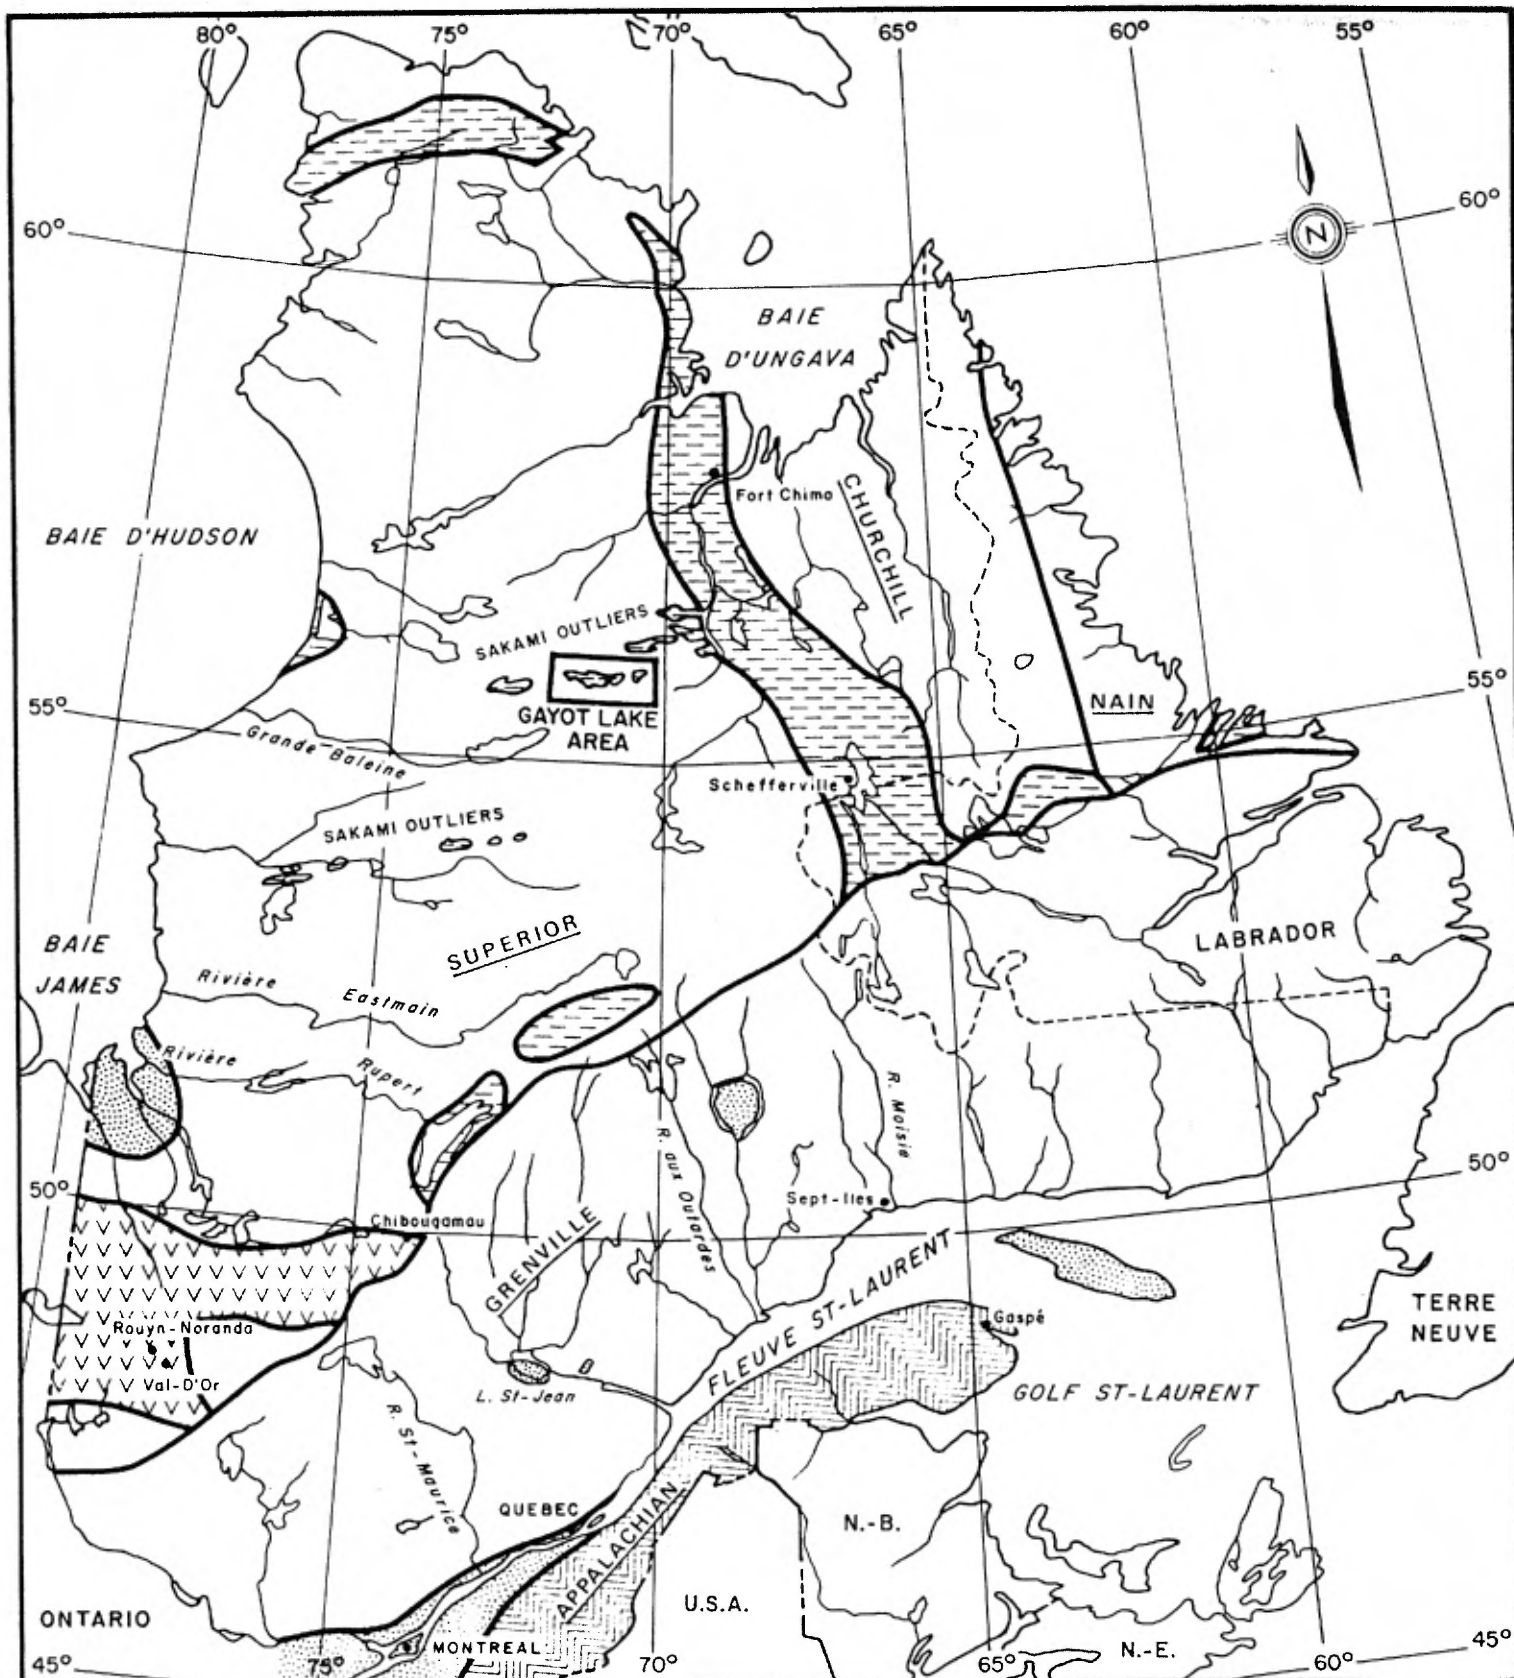 80°
75°
70°
65°
60°
55°
60°
60°
N
BAIE
D'UNGAVA
Fort Chimo
CHURCHILL
BAIE D'HUDSON
SAKAMI OUTLIERS
GAYOT LAKE
AREA
55°
55°
NAIN
Grande Baleine
Schefferville
SAKAMI OUTLIERS
SUPERIOR
LABRADOR
BAIE
JAMES
Rivière
Eastmain
Rivière
Rupert
R. Moisie
R. aux Outardes
50°
50°
Sept-Iles
Chibougamau
GRENVILLE
FLEUVE ST-LAURENT
Gaspé
TERRE
NEUVE
Rouyn-Noranda
Val-D'Or
L. St-Jean
GOLF ST-LAURENT
R. St-Maurice
QUEBEC
APPALACHIAN
N.-B.
U.S.A.
ONTARIO
MONTREAL
N.-E.
45°
75°
70°
65°
60°
45°